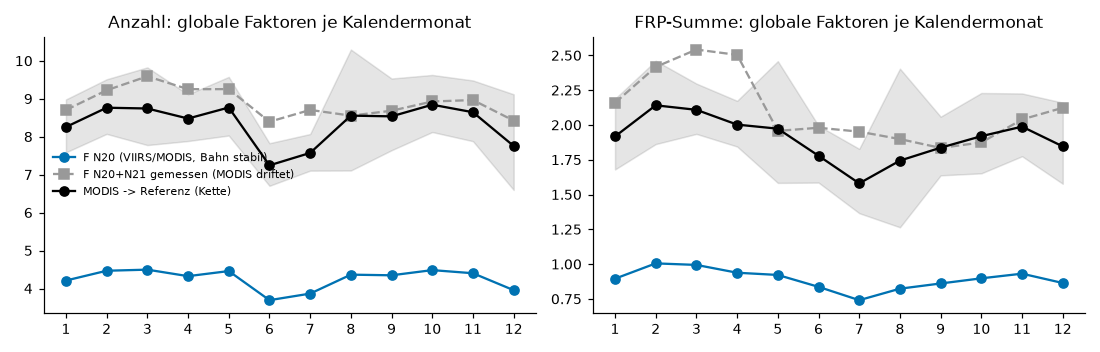 Anzahl: globale Faktoren je Kalendermonat
10
9
8
7
6
5
4
F N20 (VIIRS/MODIS, Bahn stabil)
F N20+N21 gemessen (MODIS driftet)
MODIS -> Referenz (Kette)
1 2 3 4 5 6 7 8 9 10 11 12
FRP-Summe: globale Faktoren je Kalendermonat
2.50
2.25
2.00
1.75
1.50
1.25
1.00
0.75
1 2 3 4 5 6 7 8 9 10 11 12